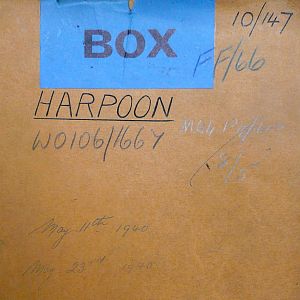 10/147
BOX
FF/66
HARPOON
WO106/1667
May 11th 1940
May 23rd 1940